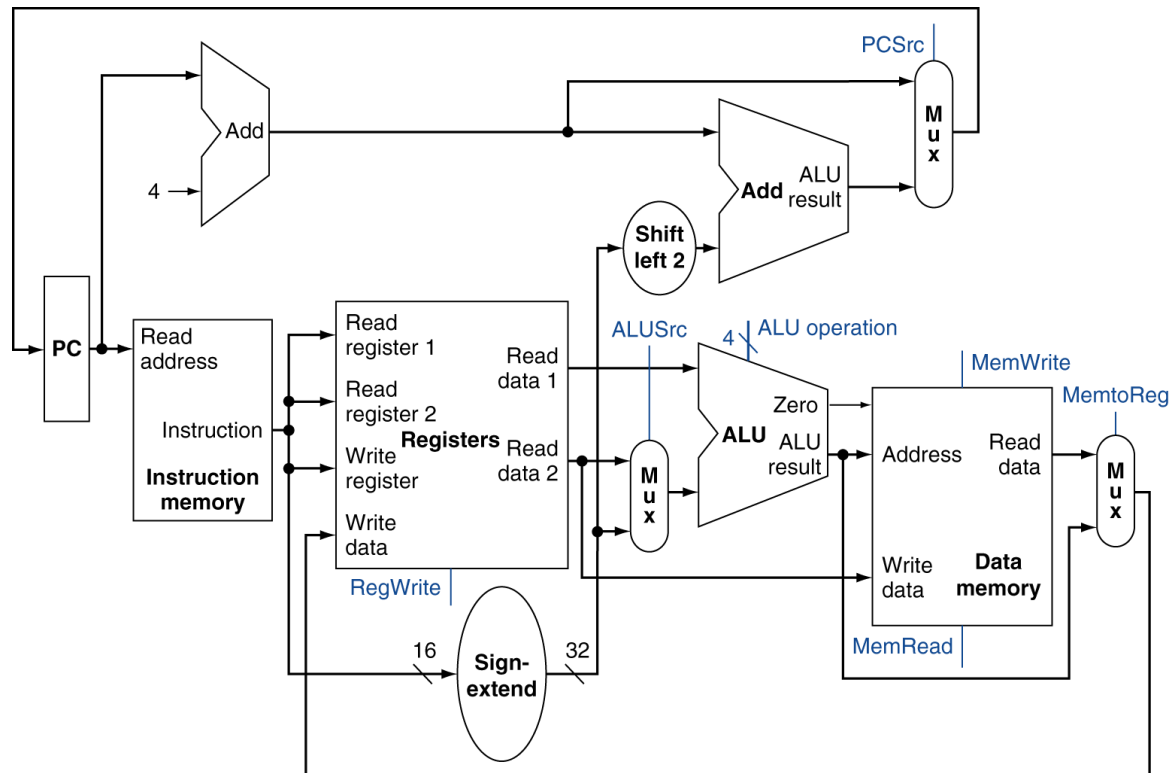 PCSrc
Add
4
M
u
x
Add
ALU
result
Shift
left 2
PC
Read
address
Instruction
Instruction
memory
Read
register 1
Read
register 2
Write
register
Write
data
Registers
Read
data 1
Read
data 2
RegWrite
16
Sign-
extend
32
ALUSrc
M
u
x
4
ALU operation
Zero
ALU
ALU
result
MemWrite
Address
Write
data
Read
data
Data
memory
MemRead
MemtoReg
M
u
x